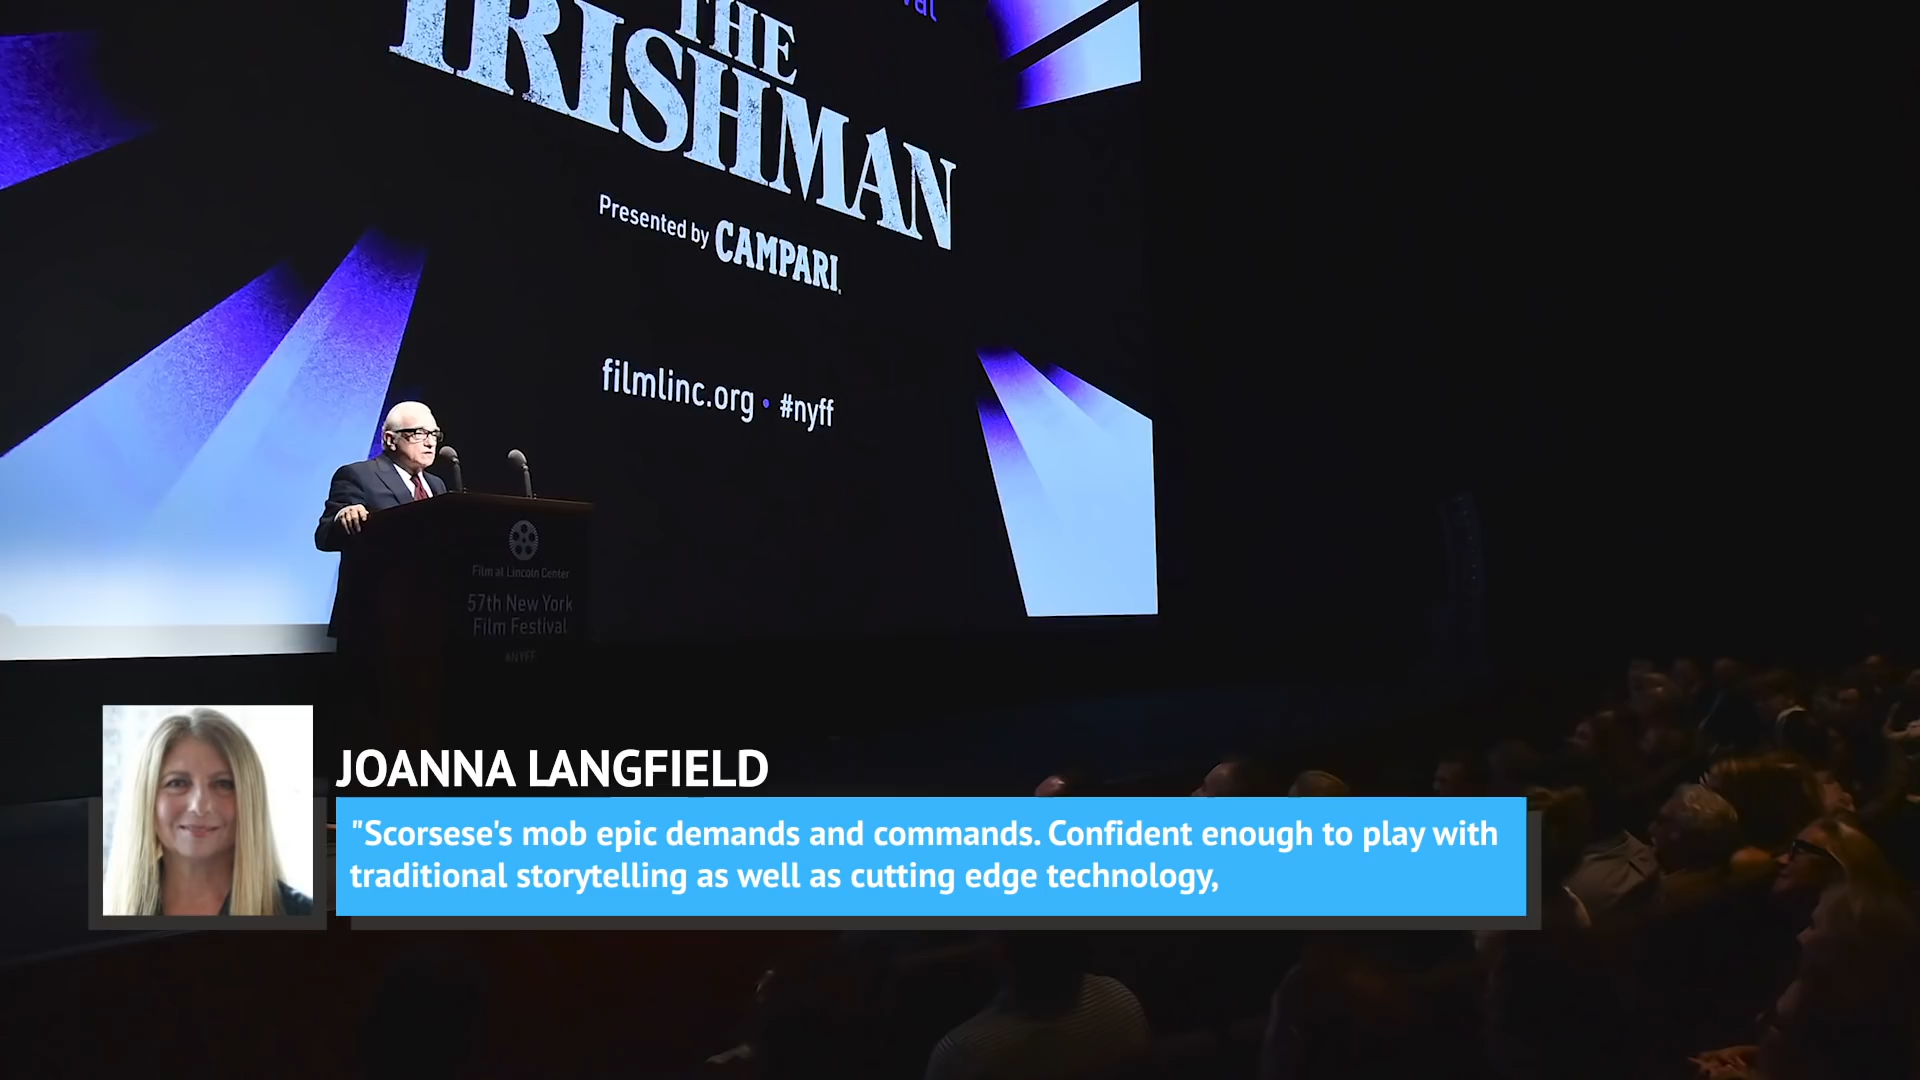 THE
IRISHMAN
Presented by CAMPARI
filmlinc.org • #nyff
Film at Lincoln Center
57th New York
Film Festival
#NYFF
JOANNA LANGFIELD
"Scorsese's mob epic demands and commands. Confident enough to play with
traditional storytelling as well as cutting edge technology,